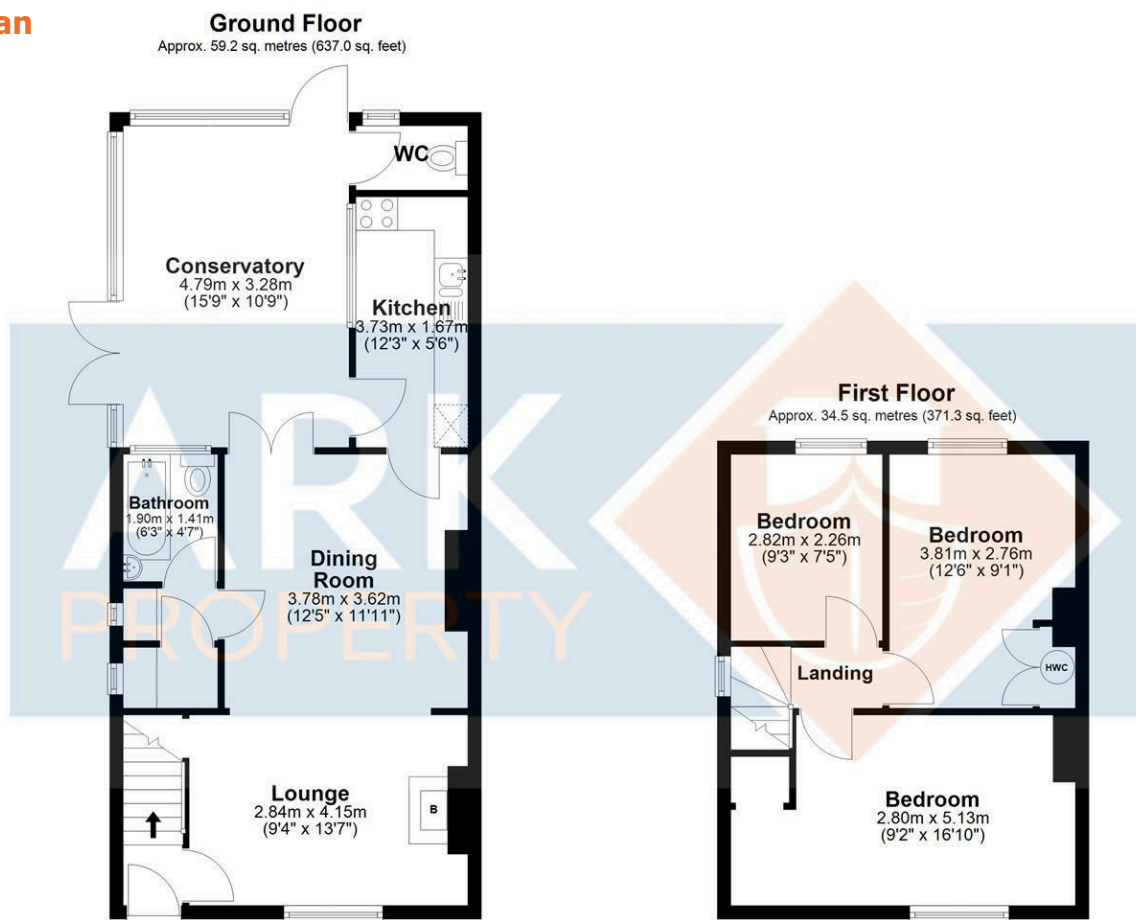 an
Ground Floor
Approx. 59.2 sq. metres (637.0 sq. feet)
WC
Conservatory
4.79m x 3.28m
(15'9" x 10'9")
Kitchen
3.73m x 1.67m
(12'3" x 5'6")
Bathroom
1.90m x 1.41m
(6'3" x 4'7")
Dining
Room
3.78m x 3.62m
(12'5" x 11'11")
Lounge
2.84m x 4.15m
(9'4" x 13'7")
B
First Floor
Approx. 34.5 sq. metres (371.3 sq. feet)
Bedroom
2.82m x 2.26m
(9'3" x 7'5")
Bedroom
3.81m x 2.76m
(12'6" x 9'1")
HWC
Landing
Bedroom
2.80m x 5.13m
(9'2" x 16'10")
ARK
PROPERTY